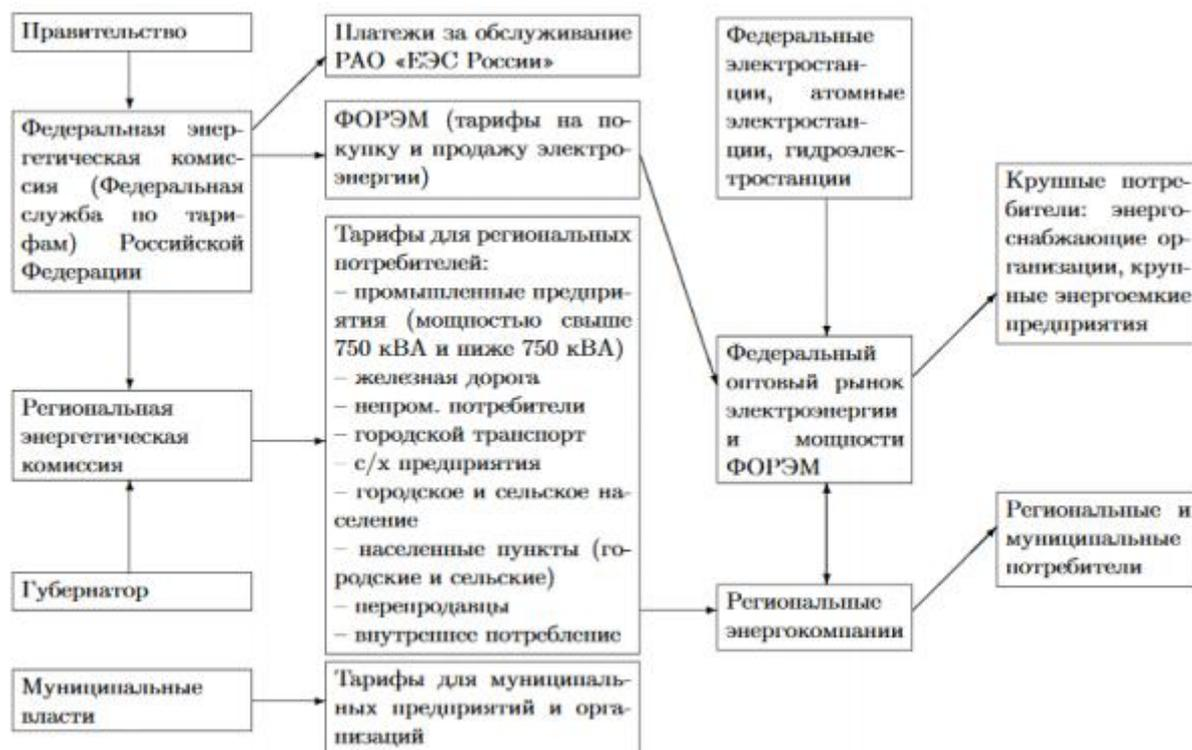 Правительство
Федеральная энер-
гетическая комис-
сия (Федеральная
служба по тари-
фам) Российской
Федерации
Региональная
энергетическая
комиссия
Губернатор
Муниципальные
власти
Платежи за обслуживание
РАО «ЕЭС России»
ФОРЭМ (тарифы на по-
купку и продажу электро-
энергии)
Тарифы для региональных
потребителей:
– промышленные предпри-
ятия (мощностью свыше
750 кВА и ниже 750 кВА)
– железная дорога
– непром. потребители
– городской транспорт
– с/х предприятия
– городское и сельское на-
селение
– населенные пункты (го-
родские и сельские)
– перепродавцы
– внутреннее потребление
Тарифы для муниципаль-
ных предприятий и орга-
низаций
Федеральные
электростан-
ции, атомные
электростан-
ции, гидроэлек-
тростанции
Федеральный
оптовый рынок
электроэнергии
и мощности
ФОРЭМ
Региональные
энергокомпании
Крупные потре-
бители: энерго-
снабжающие ор-
ганизации, круп-
ные энергоемкие
предприятия
Региональные и
муниципальные
потребители